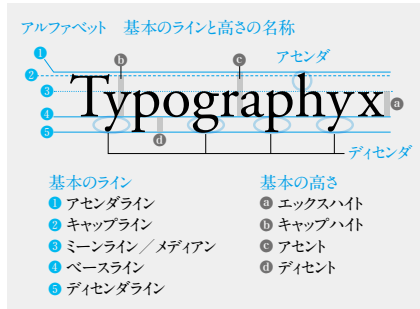 アルファベット　基本のラインと高さの名称
1 b c アセンダ
2
3 Typographyx a
4
5 d
ディセンダ
基本のライン
1 アセンダライン
2 キャップライン
3 ミーンライン／メディアン
4 ベースライン
5 ディセンダライン
基本の高さ
a エックスハイト
b キャップハイト
c アセント
d ディセント